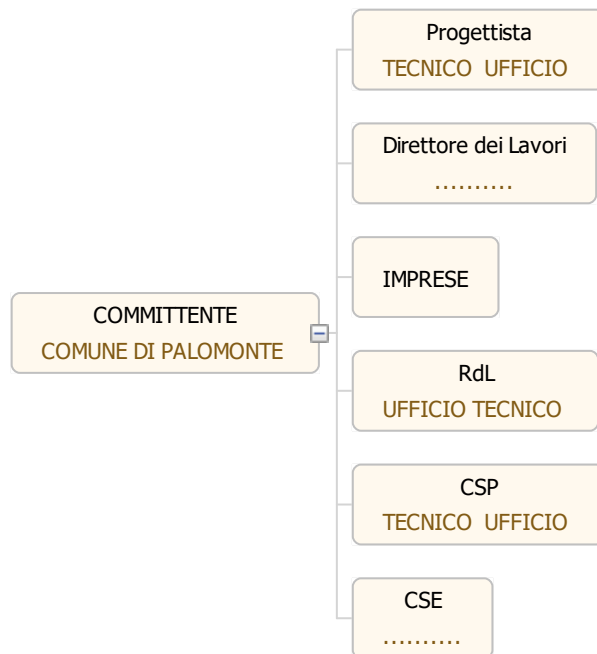 Progettista
TECNICO UFFICIO
Direttore dei Lavori
..........
IMPRESE
COMMITTENTE
COMUNE DI PALOMONTE
RdL
UFFICIO TECNICO
CSP
TECNICO UFFICIO
CSE
..........